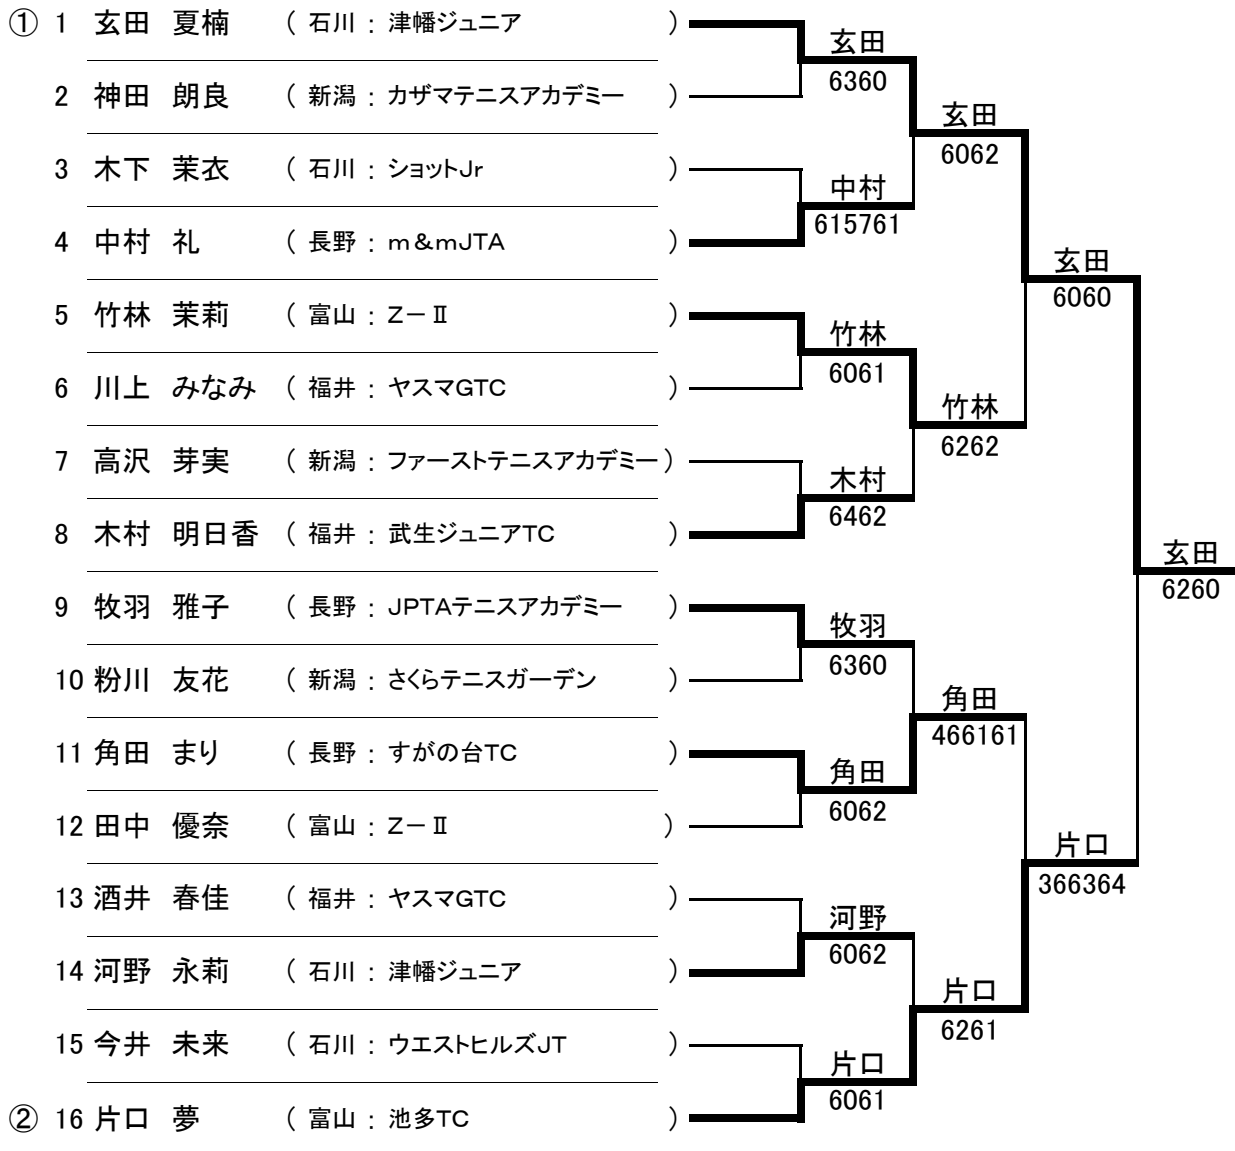 ① 1 玄田 夏楠 ( 石川 : 津幡ジュニア )
玄田
6360
2 神田 朗良 ( 新潟 : カザマテニスアカデミー )
玄田
6062
3 木下 茉衣 ( 石川 : ショットJr )
中村
615761
4 中村 礼 ( 長野 : m&mJTA )
玄田
6060
5 竹林 茉莉 ( 富山 : Z-Ⅱ )
竹林
6061
6 川上 みなみ ( 福井 : ヤスマGTC )
竹林
6262
7 高沢 芽実 ( 新潟 : ファーストテニスアカデミー )
木村
6462
8 木村 明日香 ( 福井 : 武生ジュニアTC )
玄田
6260
9 牧羽 雅子 ( 長野 : JPTAテニスアカデミー )
牧羽
6360
10 粉川 友花 ( 新潟 : さくらテニスガーデン )
角田
466161
11 角田 まり ( 長野 : すがの台TC )
角田
6062
12 田中 優奈 ( 富山 : Z-Ⅱ )
片口
366364
13 酒井 春佳 ( 福井 : ヤスマGTC )
河野
6062
14 河野 永莉 ( 石川 : 津幡ジュニア )
片口
6261
15 今井 未来 ( 石川 : ウエストヒルズJT )
片口
6061
② 16 片口 夢 ( 富山 : 池多TC )